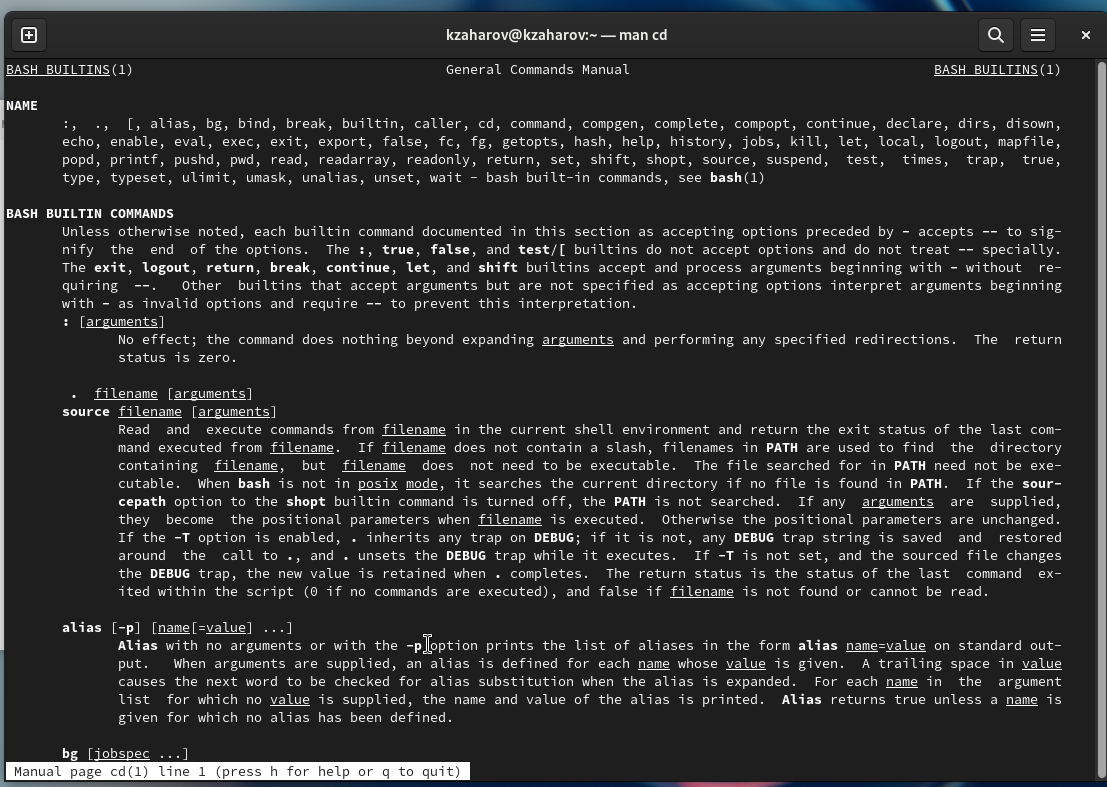 kzaharov@kzaharov:~ — man cd
BASH BUILTINS(1) General Commands Manual BASH BUILTINS(1)
NAME
:, ., [, alias, bg, bind, break, builtin, caller, cd, command, compgen, complete, compopt, continue, declare, dirs, disown,
echo, enable, eval, exec, exit, export, false, fc, fg, getopts, hash, help, history, jobs, kill, let, local, logout, mapfile,
popd, printf, pushd, pwd, read, readarray, readonly, return, set, shift, shopt, source, suspend, test, times, trap, true,
type, typeset, ulimit, umask, unalias, unset, wait - bash built-in commands, see bash(1)
BASH BUILTIN COMMANDS
Unless otherwise noted, each builtin command documented in this section as accepting options preceded by - accepts -- to sig-
nify the end of the options. The :, true, false, and test/[ builtins do not accept options and do not treat -- specially.
The exit, logout, return, break, continue, let, and shift builtins accept and process arguments beginning with - without re-
quiring --. Other builtins that accept arguments but are not specified as accepting options interpret arguments beginning
with - as invalid options and require -- to prevent this interpretation.
: [arguments]
No effect; the command does nothing beyond expanding arguments and performing any specified redirections. The return
status is zero.
. filename [arguments]
source filename [arguments]
Read and execute commands from filename in the current shell environment and return the exit status of the last com-
mand executed from filename. If filename does not contain a slash, filenames in PATH are used to find the directory
containing filename, but filename does not need to be executable. The file searched for in PATH need not be exe-
cutable. When bash is not in posix mode, it searches the current directory if no file is found in PATH. If the sour-
cepath option to the shopt builtin command is turned off, the PATH is not searched. If any arguments are supplied,
they become the positional parameters when filename is executed. Otherwise the positional parameters are unchanged.
If the -T option is enabled, . inherits any trap on DEBUG; if it is not, any DEBUG trap string is saved and restored
around the call to ., and . unsets the DEBUG trap while it executes. If -T is not set, and the sourced file changes
the DEBUG trap, the new value is retained when . completes. The return status is the status of the last command ex-
ited within the script (0 if no commands are executed), and false if filename is not found or cannot be read.
alias [-p] [name[=value] ...]
Alias with no arguments or with the -p option prints the list of aliases in the form alias name=value on standard out-
put. When arguments are supplied, an alias is defined for each name whose value is given. A trailing space in value
causes the next word to be checked for alias substitution when the alias is expanded. For each name in the argument
list for which no value is supplied, the name and value of the alias is printed. Alias returns true unless a name is
given for which no alias has been defined.
bg [jobspec ...]
Manual page cd(1) line 1 (press h for help or q to quit)